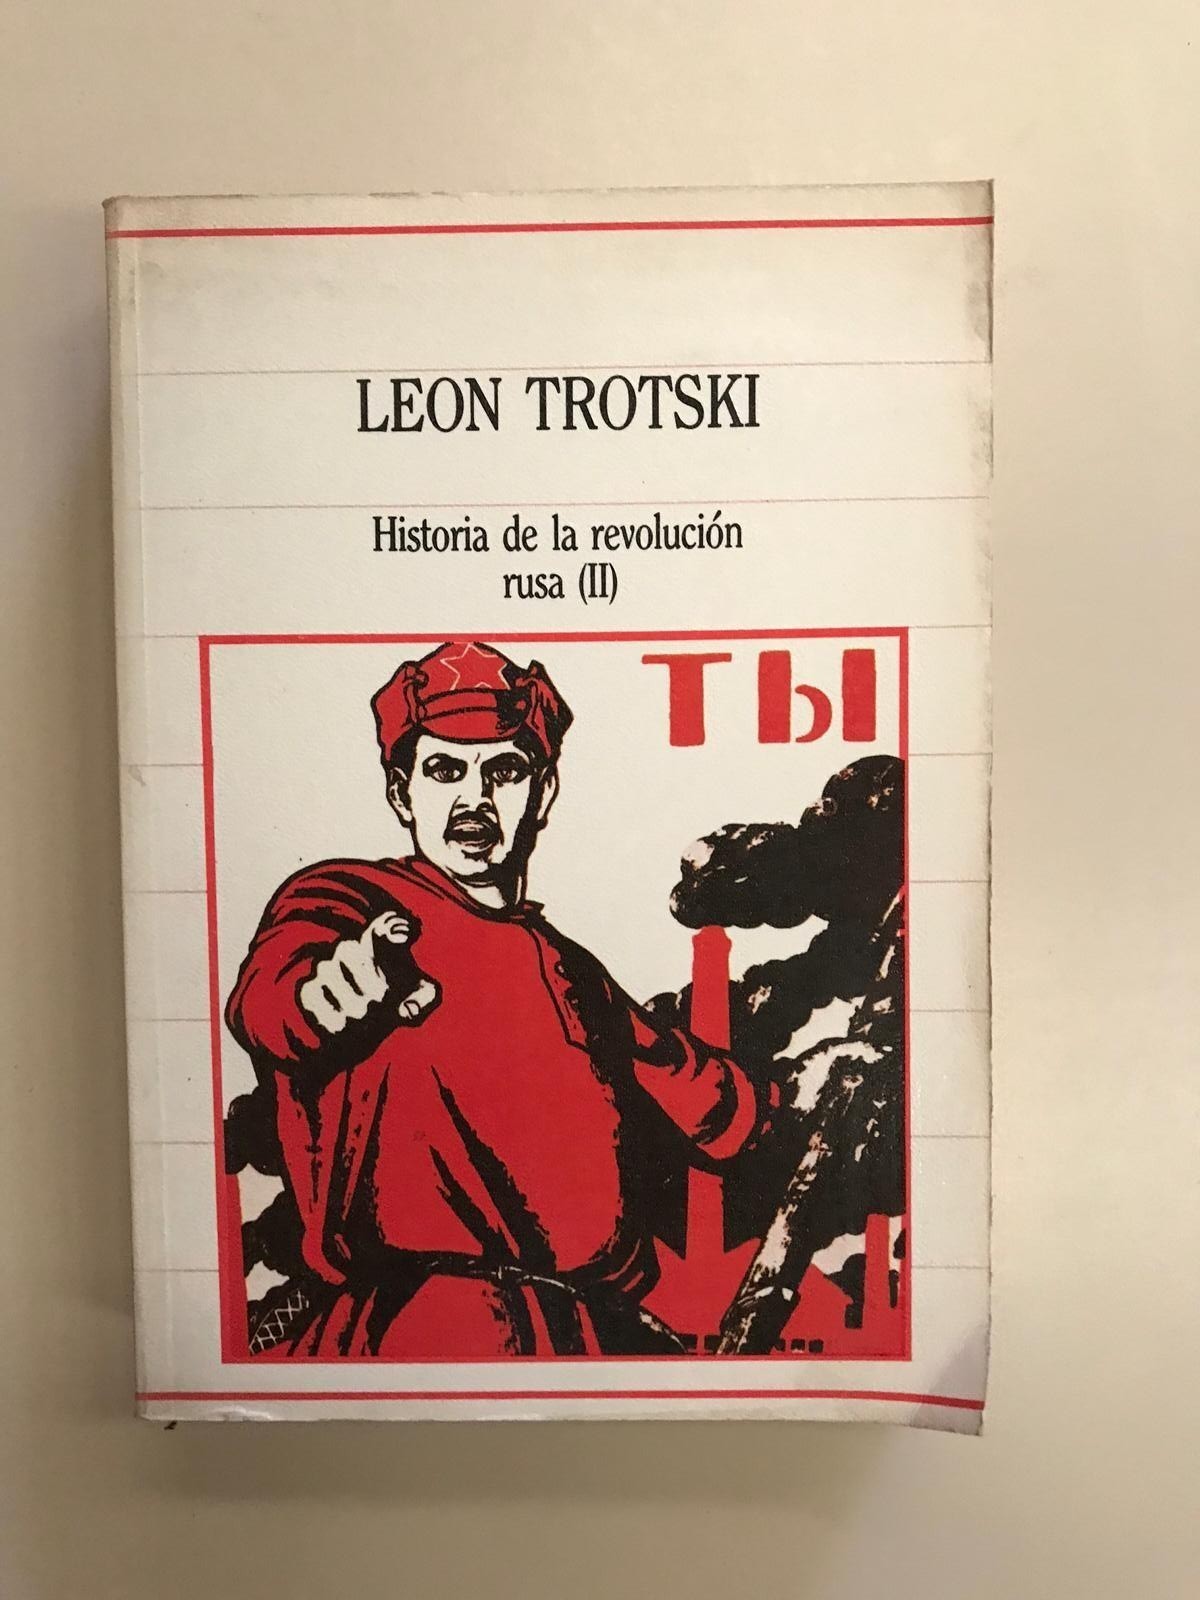 LEON TROTSKI
Historia de la revolución
rusa (II)
ТЫ